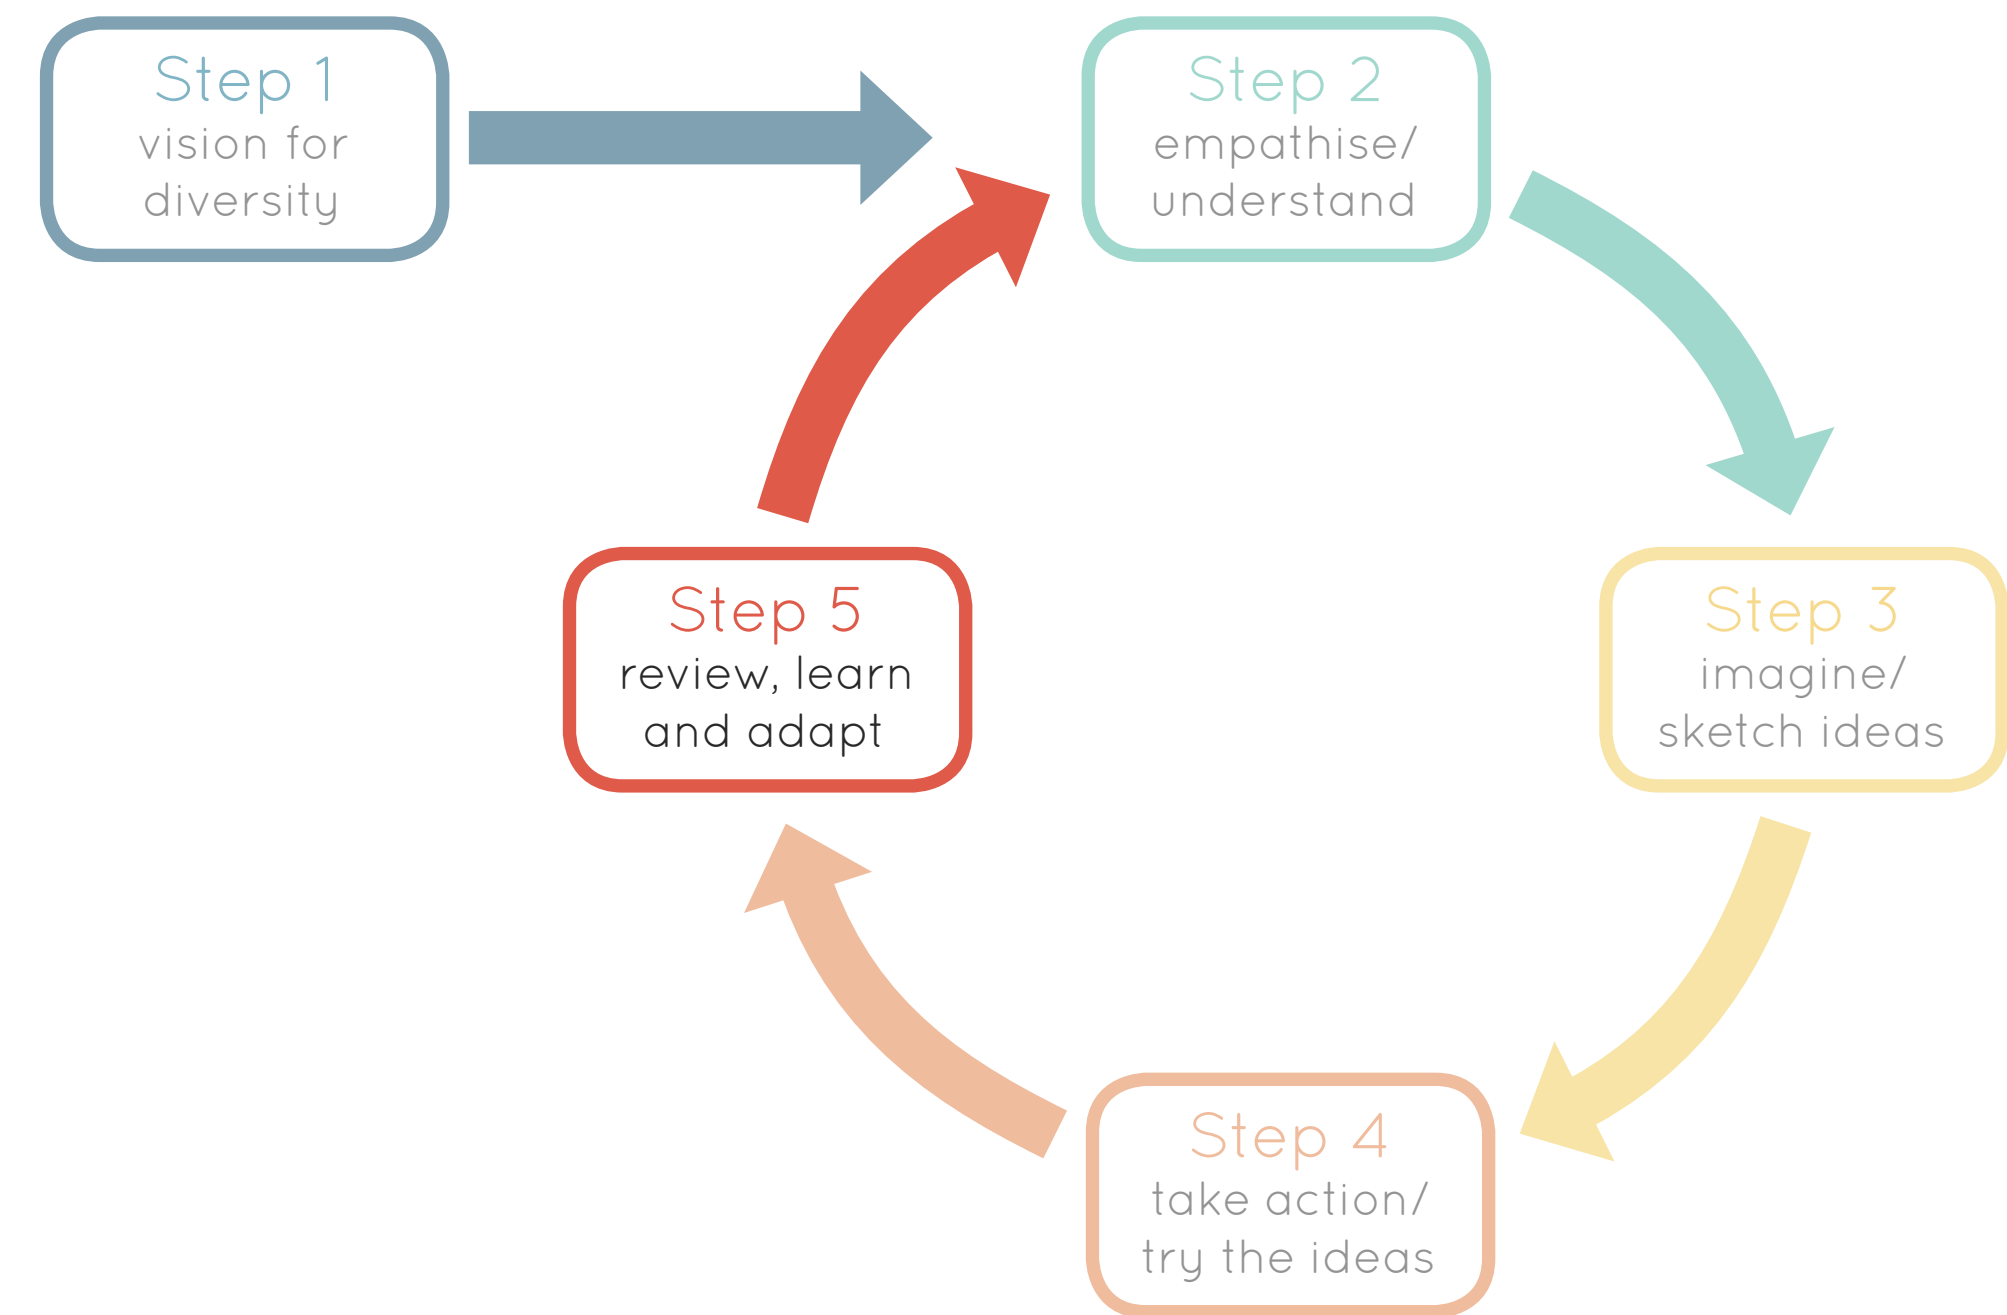 Step 1
vision for
diversity
Step 2
empathise/
understand
Step 3
imagine/
sketch ideas
Step 4
take action/
try the ideas
Step 5
review, learn
and adapt